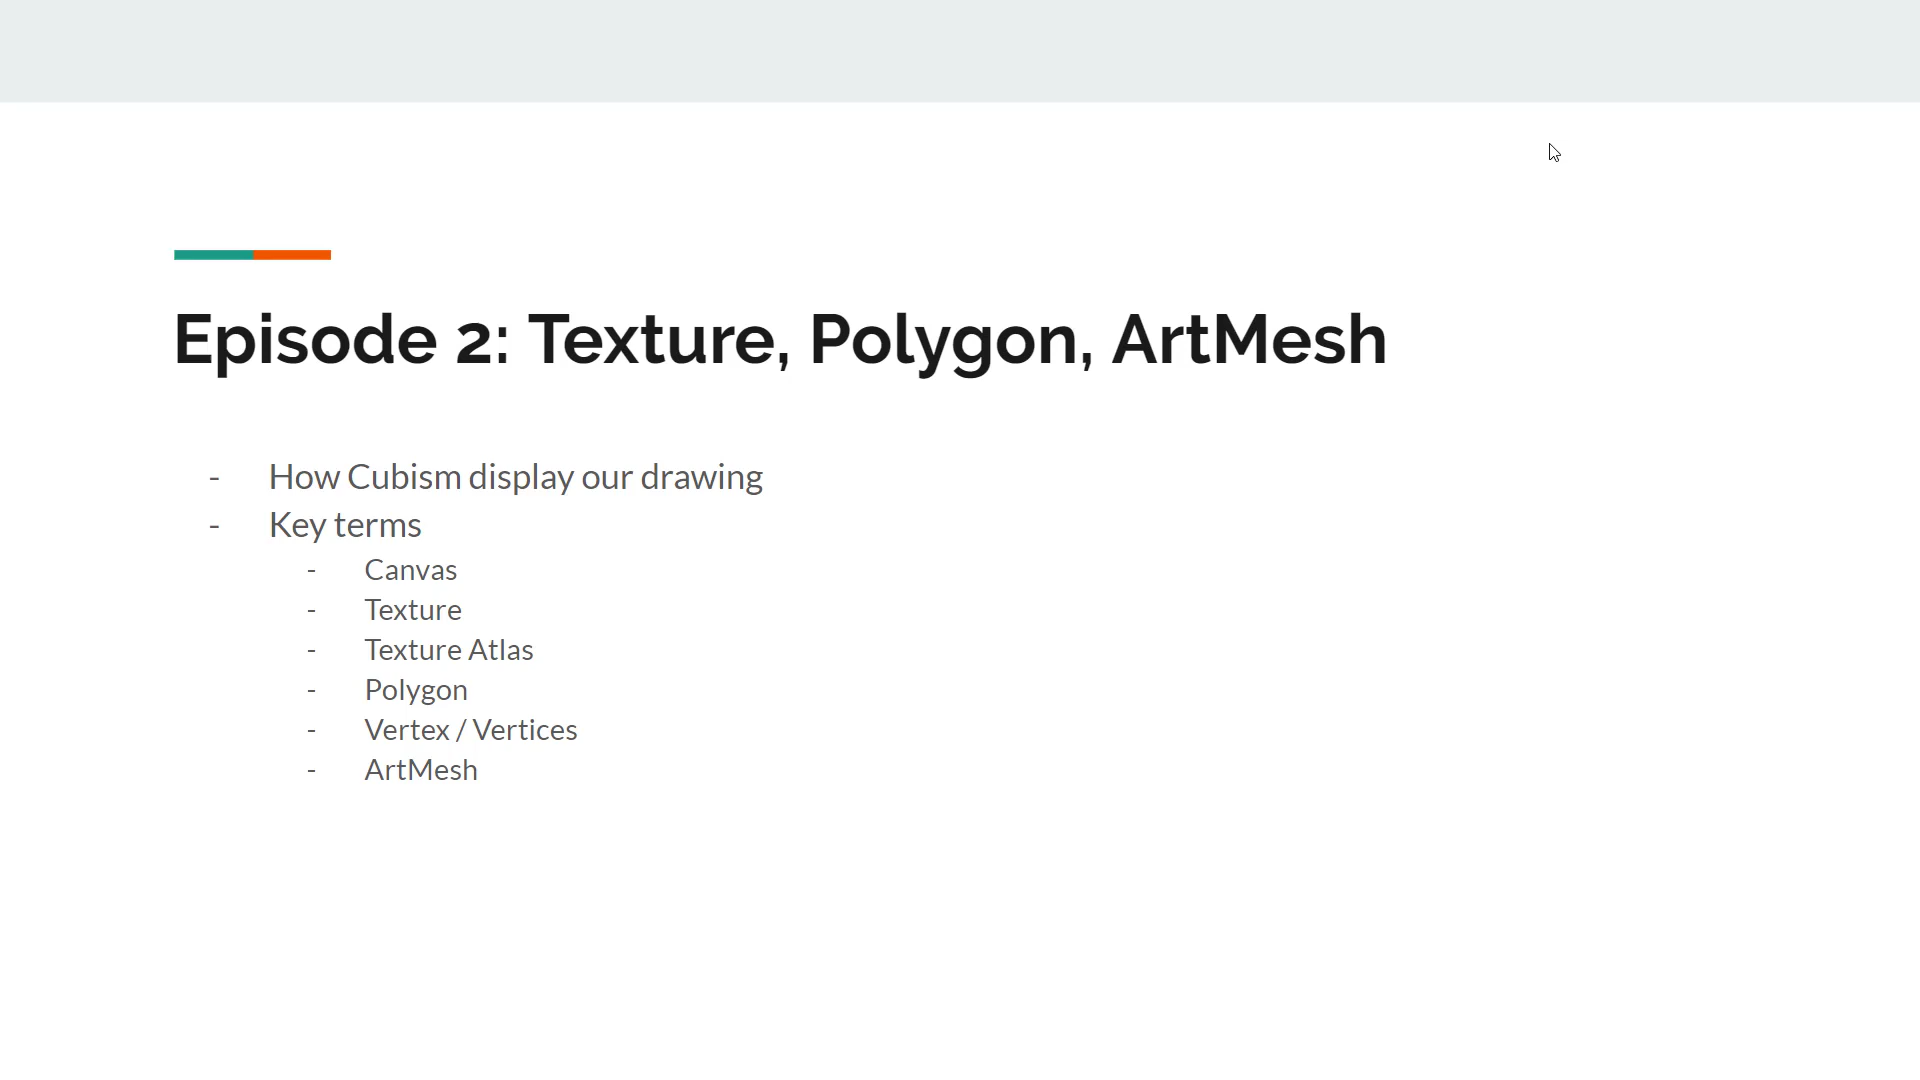 Episode 2: Texture, Polygon, ArtMesh
- How Cubism display our drawing
- Key terms
- Canvas
- Texture
- Texture Atlas
- Polygon
- Vertex / Vertices
- ArtMesh